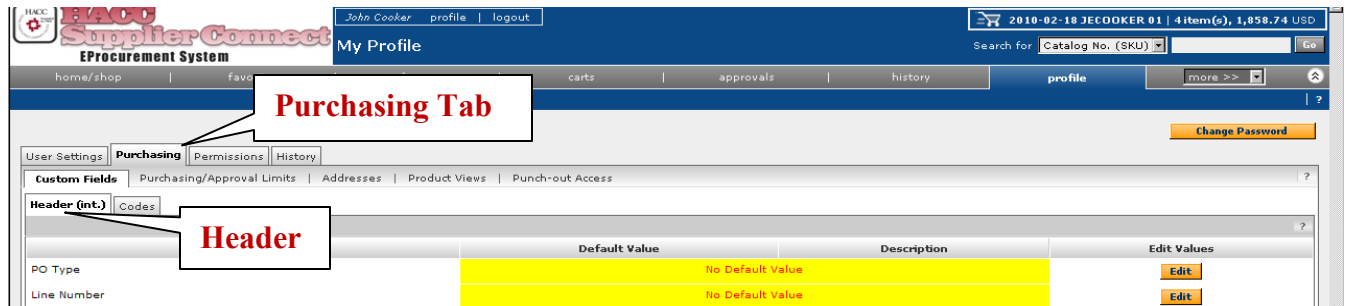 HACC HACC
Supplier Connect
EProcurement System
John Cooker profile | logout
2010-02-18 JECOOKER 01 | 4 item(s), 1,858.74 USD
My Profile
Search for Catalog No. (SKU) Go
home/shop | | carts | approvals | history profile more >>
| ?
Purchasing Tab
Change Password
User Settings Purchasing Permissions History
Custom Fields Purchasing/Approval Limits | Addresses | Product Views | Punch-out Access ?
Header (int.) Codes
Header
?
Default Value Description Edit Values
PO Type No Default Value Edit
Line Number No Default Value Edit